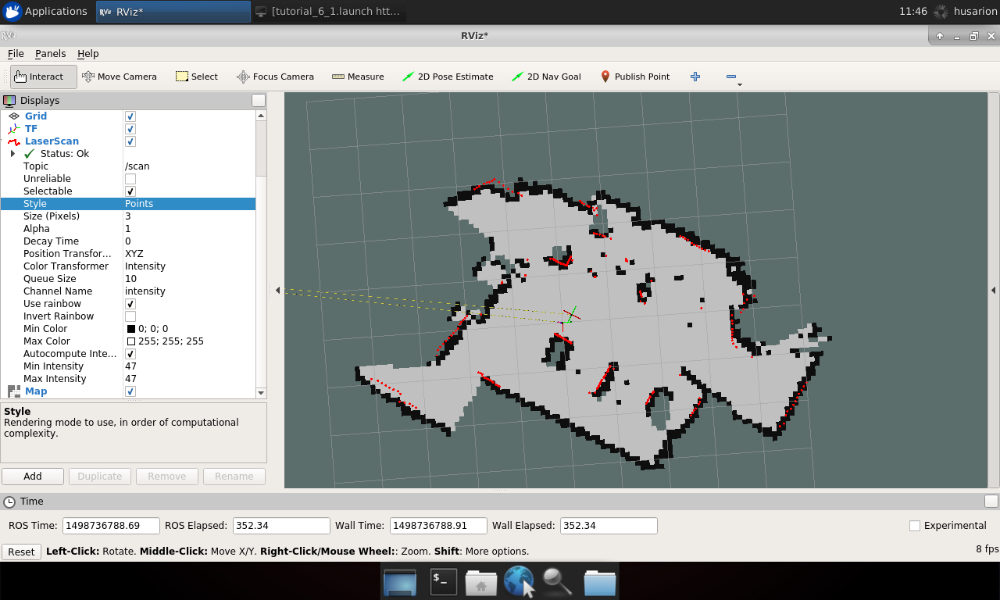 Applications
RViz*
[tutorial_6_1.launch htt...
11:46
husarion
RViz*
File Panels Help
Interact Move Camera Select Focus Camera Measure 2D Pose Estimate 2D Nav Goal Publish Point
Displays
Grid
TF
LaserScan
Status: Ok
Topic /scan
Unreliable
Selectable
Style Points
Size (Pixels) 3
Alpha 1
Decay Time 0
Position Transfor... XYZ
Color Transformer Intensity
Queue Size 10
Channel Name intensity
Use rainbow
Invert Rainbow
Min Color 0; 0; 0
Max Color 255; 255; 255
Autocompute Inte...
Min Intensity 47
Max Intensity 47
Map
Style
Rendering mode to use, in order of computational
complexity.
Add Duplicate Remove Rename
Time
ROS Time: 1498736788.69 ROS Elapsed: 352.34 Wall Time: 1498736788.91 Wall Elapsed: 352.34 Experimental
Reset Left-Click: Rotate. Middle-Click: Move X/Y. Right-Click/Mouse Wheel:: Zoom. Shift: More options. 8 fps